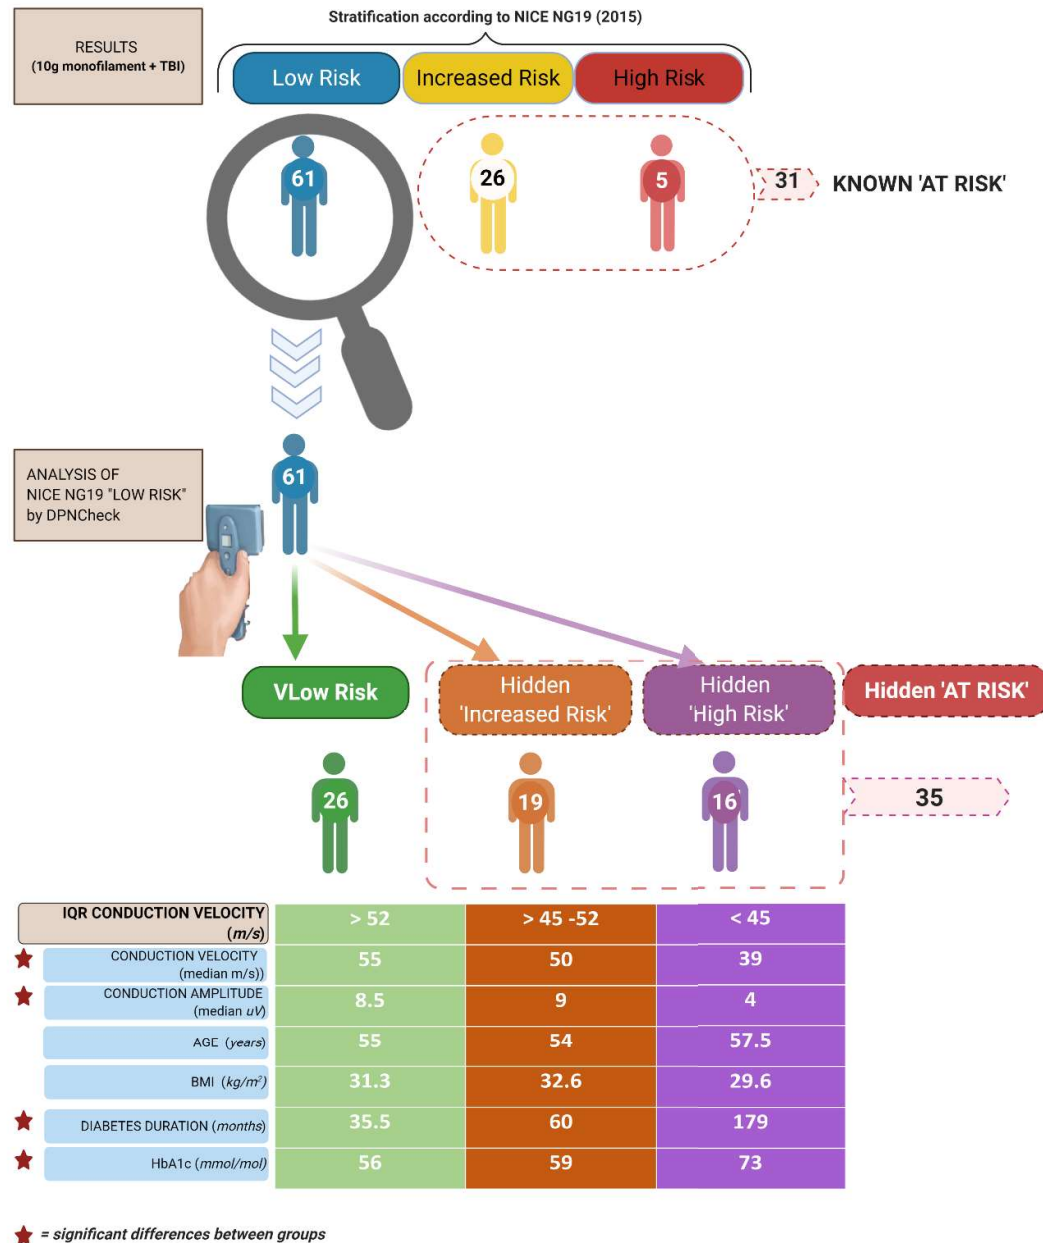 Stratification according to NICE NG19 (2015)
RESULTS
(10g monofilament + TBI)
Low Risk Increased Risk High Risk
61 26 5 31 KNOWN 'AT RISK'
ANALYSIS OF
NICE NG19 "LOW RISK"
by DPNCheck
61
VLow Risk
Hidden
'Increased Risk'
Hidden
'High Risk'
Hidden 'AT RISK'
26 19 16 35
IQR CONDUCTION VELOCITY
(m/s)
> 52 > 45 -52 < 45
CONDUCTION VELOCITY
(median m/s))
55 50 39
CONDUCTION AMPLITUDE
(median uV)
8.5 9 4
AGE (years) 55 54 57.5
BMI (kg/m²) 31.3 32.6 29.6
DIABETES DURATION (months) 35.5 60 179
HbA1c (mmol/mol) 56 59 73
= significant differences between groups